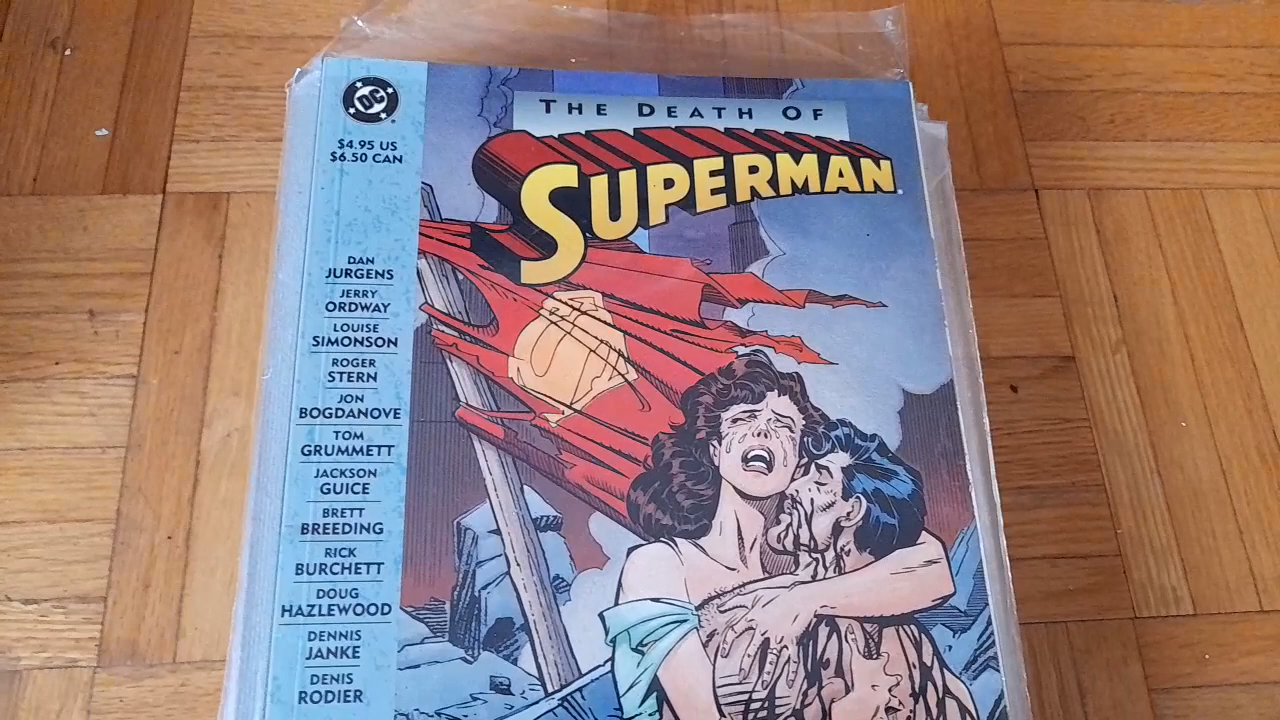 DC
$4.95 US
$6.50 CAN
THE DEATH OF
SUPERMAN
DAN
JURGENS
JERRY
ORDWAY
LOUISE
SIMONSON
ROGER
STERN
JON
BOGDANOVE
TOM
GRUMMETT
JACKSON
GUICE
BRETT
BREEDING
RICK
BURCHETT
DOUG
HAZLEWOOD
DENNIS
JANKE
DENIS
RODIER